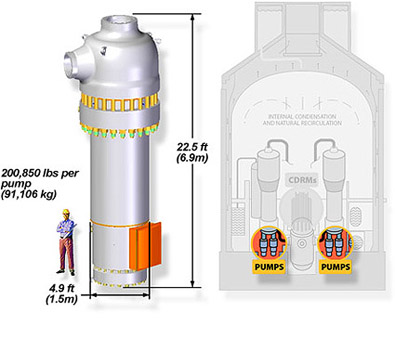 22.5 ft
(6.9m)
200,850 lbs per
pump
(91,106 kg)
4.9 ft
(1.5m)
INTERNAL CONDENSATION
AND NATURAL RECIRCULATION
CDRMs
PUMPS
PUMPS